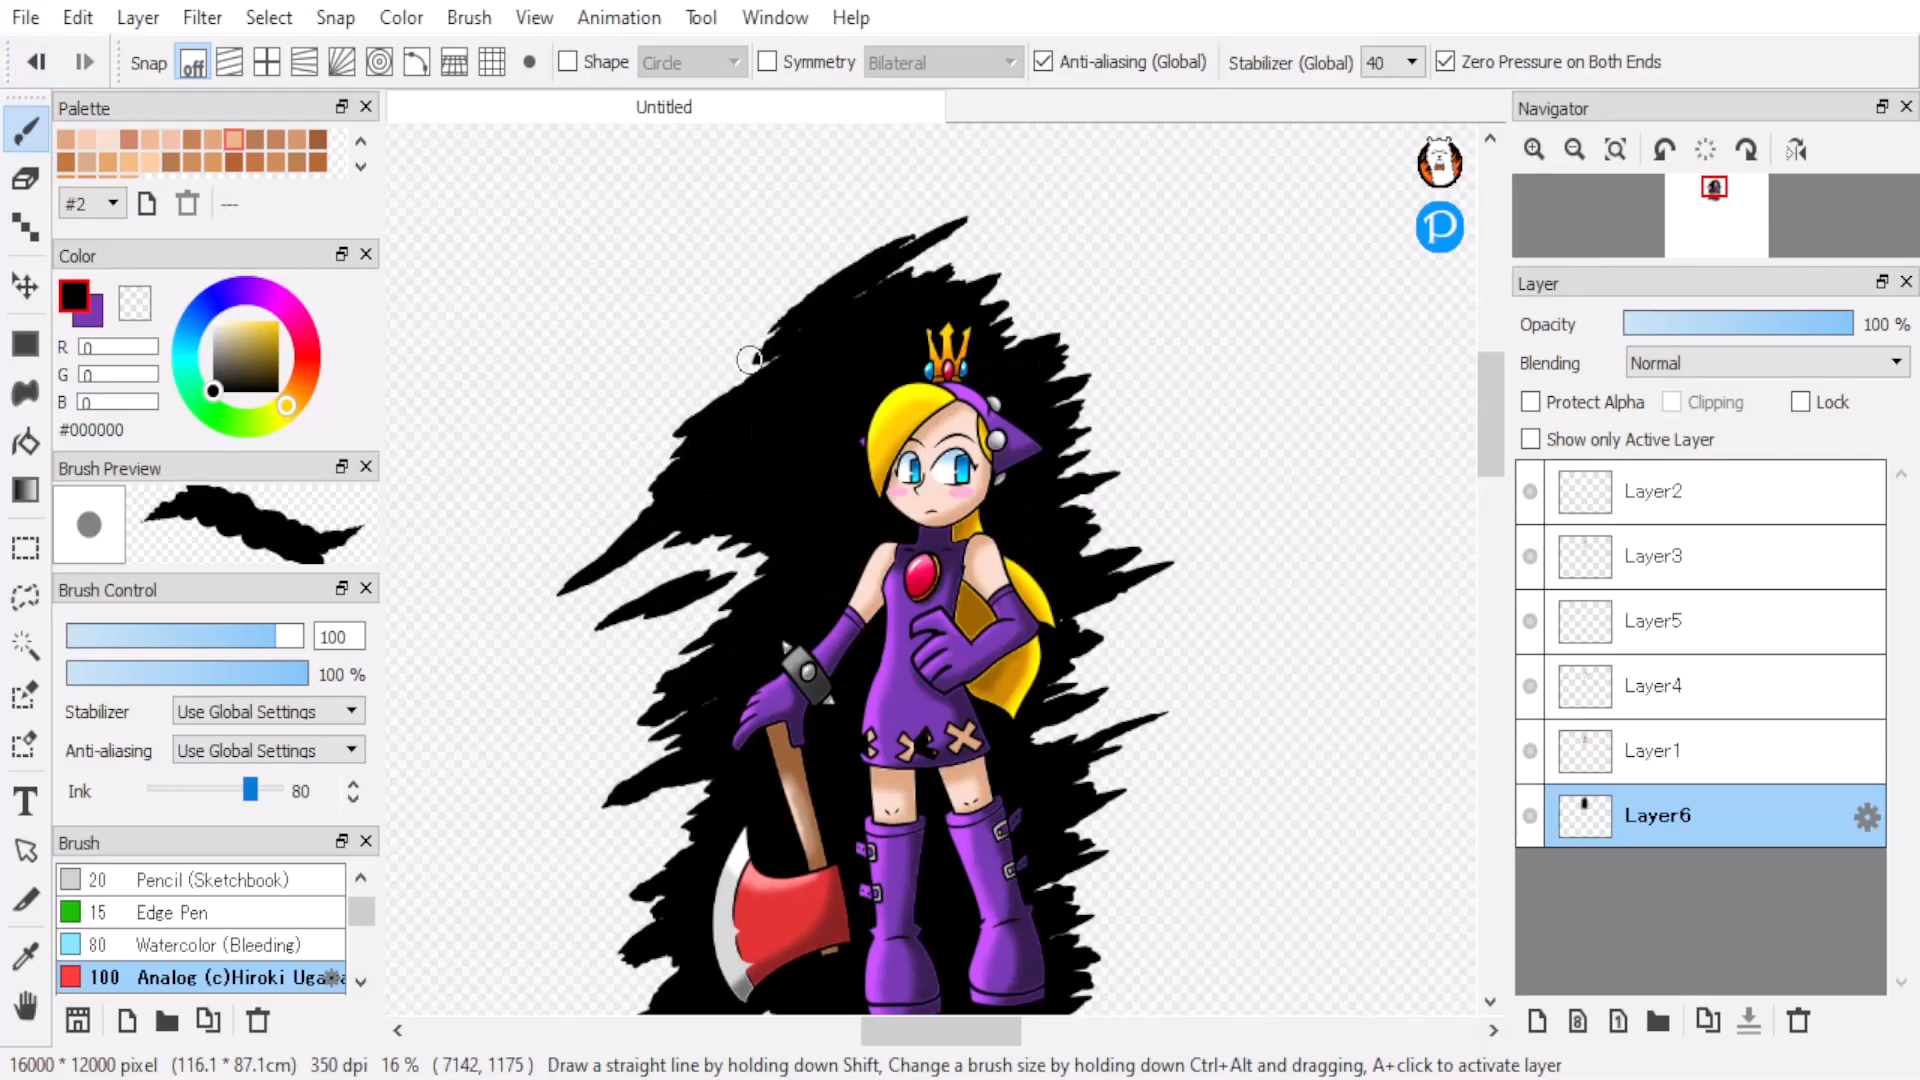 File Edit Layer Filter Select Snap Color Brush View Animation Tool Window Help
Snap off Shape Circle Symmetry Bilateral Anti-aliasing (Global) Stabilizer (Global) 40 Zero Pressure on Both Ends
Palette
#2 ---
Color
R 0
G 0
B 0
#000000
Brush Preview
Brush Control
100
100 %
Stabilizer Use Global Settings
Anti-aliasing Use Global Settings
Ink 80
Brush
20 Pencil (Sketchbook)
15 Edge Pen
80 Watercolor (Bleeding)
100 Analog (c)Hiroki
T
Untitled
P
Navigator
Layer
Opacity 100 %
Blending Normal
Protect Alpha Clipping Lock
Show only Active Layer
Layer2
Layer3
Layer5
Layer4
Layer1
Layer6
8 1
16000 * 12000 pixel (116.1 * 87.1cm) 350 dpi 16 % ( 7142, 1175 ) Draw a straight line by holding down Shift, Change a brush size by holding down Ctrl+Alt and dragging, A+click to activate layer